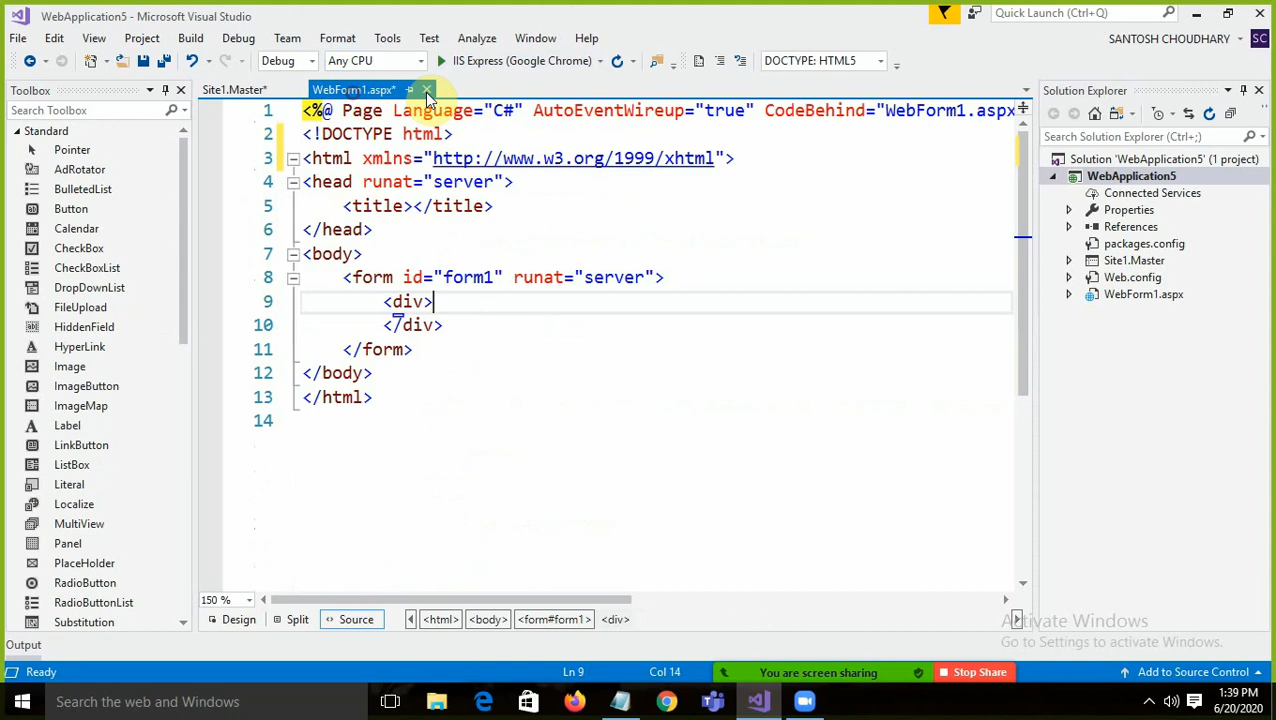 WebApplication5 - Microsoft Visual Studio
Quick Launch (Ctrl+Q)
File Edit View Project Build Debug Team Format Tools Test Analyze Window Help
SANTOSH CHOUDHARY SC
Debug Any CPU IIS Express (Google Chrome) DOCTYPE: HTML5
Toolbox
Search Toolbox
Standard
Pointer
AdRotator
BulletedList
Button
Calendar
CheckBox
CheckBoxList
DropDownList
FileUpload
HiddenField
HyperLink
Image
ImageButton
ImageMap
Label
LinkButton
ListBox
Literal
Localize
MultiView
Panel
PlaceHolder
RadioButton
RadioButtonList
Substitution
Output
Site1.Master* WebForm1.aspx*
1 <%@ Page Language="C#" AutoEventWireup="true" CodeBehind="WebForm1.aspx
2 <!DOCTYPE html>
3 <html xmlns="http://www.w3.org/1999/xhtml">
4 <head runat="server">
5 <title></title>
6 </head>
7 <body>
8 <form id="form1" runat="server">
9 <div>
10 </div>
11 </form>
12 </body>
13 </html>
14
150 %
Design Split Source <html> <body> <form#form1> <div>
Solution Explorer
Search Solution Explorer (Ctrl+;)
Solution 'WebApplication5' (1 project)
WebApplication5
Connected Services
Properties
References
packages.config
Site1.Master
Web.config
WebForm1.aspx
Activate Windows
Go to Settings to activate Windows.
Ready Ln 9 Col 14 You are screen sharing Stop Share Add to Source Control
Search the web and Windows
1:39 PM
6/20/2020